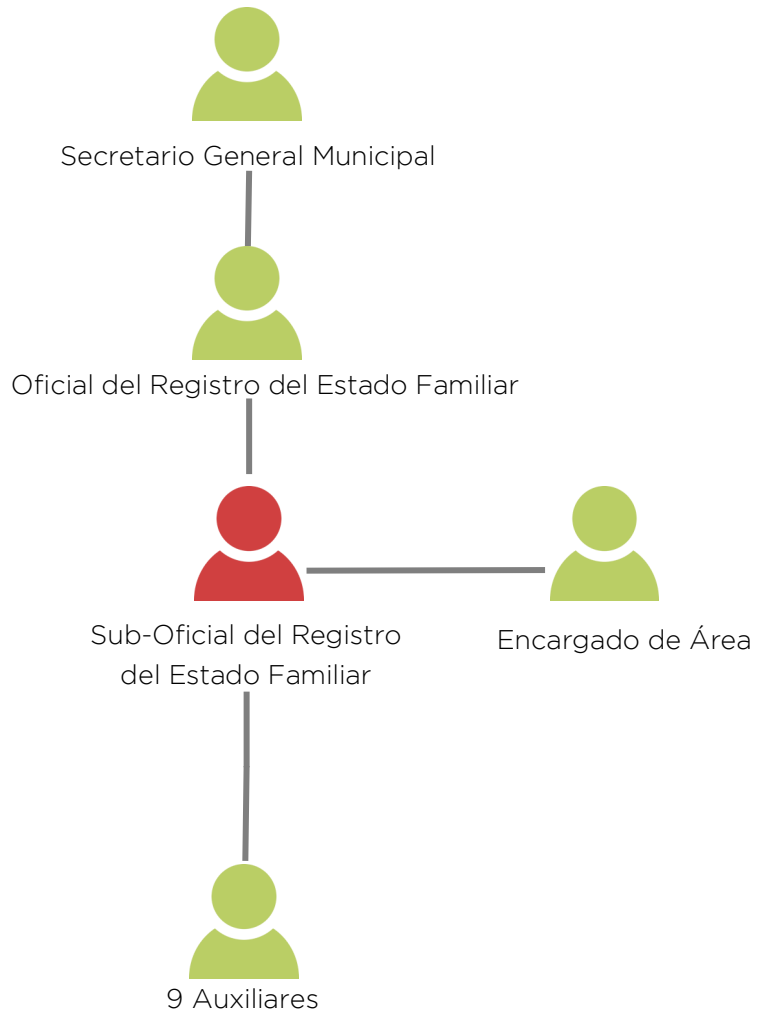 Secretario General Municipal
Oficial del Registro del Estado Familiar
Sub-Oficial del Registro
del Estado Familiar
Encargado de Área
9 Auxiliares